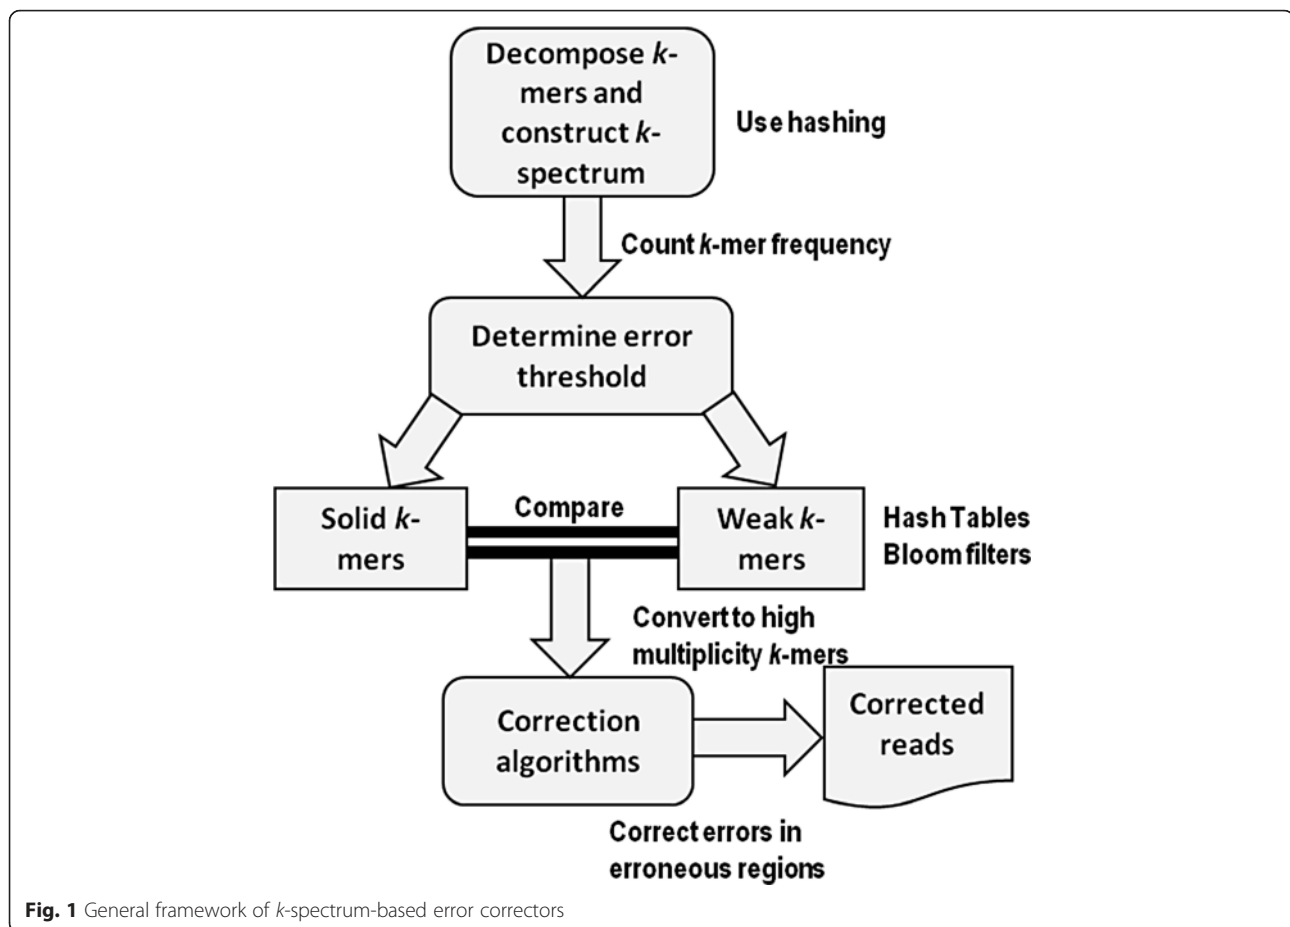 Decompose k-
mers and
construct k-
spectrum
Use hashing
Count k-mer frequency
Determine error
threshold
Solid k-
mers
Compare
Weak k-
mers
Hash Tables
Bloom filters
Convert to high
multiplicity k-mers
Correction
algorithms
Corrected
reads
Correct errors in
erroneous regions
Fig. 1 General framework of k-spectrum-based error correctors